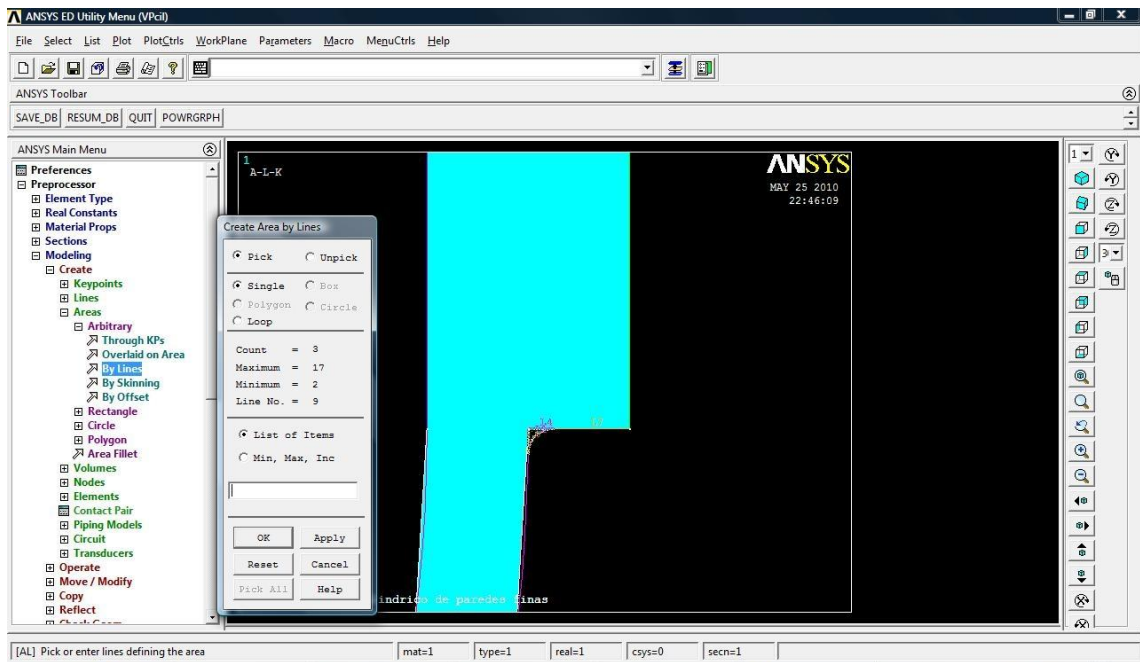 ANSYS ED Utility Menu (VPcil)
File Select List Plot PlotCtrls WorkPlane Parameters Macro MenuCtrls Help
ANSYS Toolbar
SAVE_DB RESUM_DB QUIT POWRGRPH
ANSYS Main Menu
Preferences
Preprocessor
Element Type
Real Constants
Material Props
Sections
Modeling
Create
Keypoints
Lines
Areas
Arbitrary
Through KPs
Overlaid on Area
By Lines
By Skinning
By Offset
Rectangle
Circle
Polygon
Area Fillet
Volumes
Nodes
Elements
Contact Pair
Piping Models
Circuit
Transducers
Operate
Move / Modify
Copy
Reflect
Create Area by Lines
Pick Unpick
Single Box
Polygon Circle
Loop
Count = 3
Maximum = 17
Minimum = 2
Line No. = 9
List of Items
Min, Max, Inc
OK Apply
Reset Cancel
Pick All Help
1
A-L-K
ANSYS
MAY 25 2010
22:46:09
14
indrico de paredes finas
1
[AL] Pick or enter lines defining the area
mat=1 type=1 real=1 csys=0 secn=1